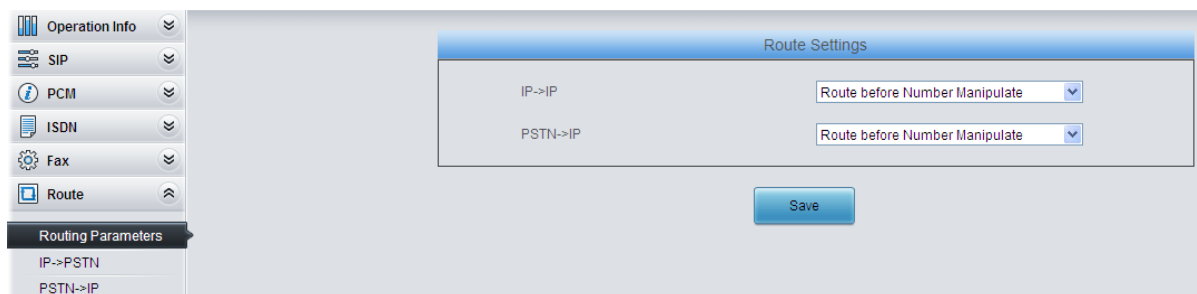 Operation Info
SIP
PCM
ISDN
Fax
Route
Routing Parameters
IP->PSTN
PSTN->IP
Route Settings
IP->IP Route before Number Manipulate
PSTN->IP Route before Number Manipulate
Save